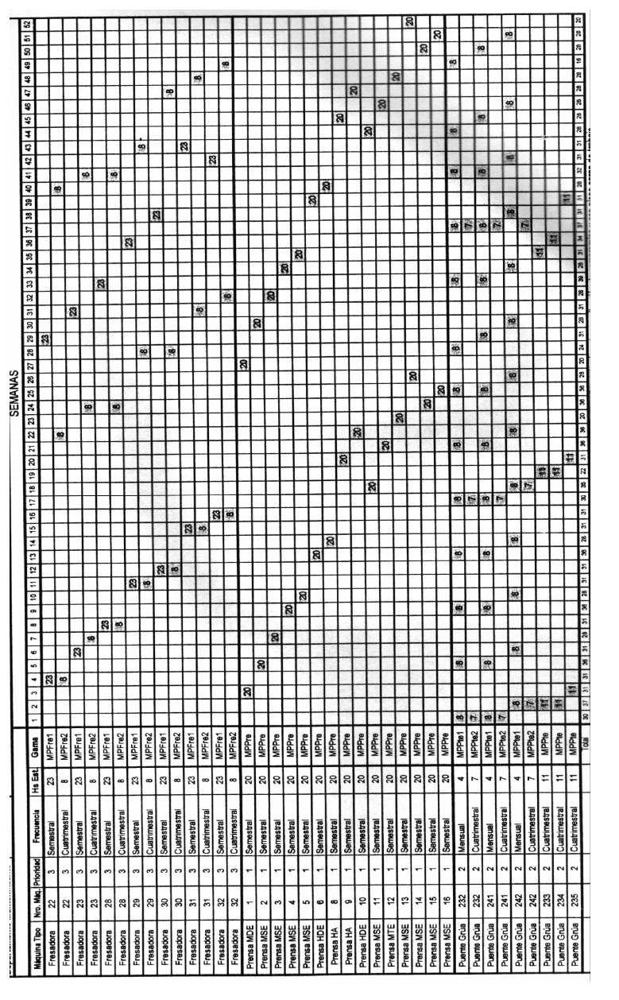 SEMANAS
Máquina Tipo Nro. Maq. Prioridad Frecuencia Hs Est. Gama 1 2 3 4 5 6 7 8 9 10 11 12 13 14 15 16 17 18 19 20 21 22 23 24 25 26 27 28 29 30 31 32 33 34 35 36 37 38 39 40 41 42 43 44 45 46 47 48 49 50 51 52
Fresadora 22 3 Semestral 23 MPFre1 23 23
Fresadora 22 3 Cuatrimestral 8 MPFre2 8 8 8
Fresadora 23 3 Semestral 23 MPFre1 23 23
Fresadora 23 3 Cuatrimestral 8 MPFre2 8 8 8
Fresadora 28 3 Semestral 23 MPFre1 23 23
Fresadora 28 3 Cuatrimestral 8 MPFre2 8 8 8
Fresadora 29 3 Semestral 23 MPFre1 23 23
Fresadora 29 3 Cuatrimestral 8 MPFre2 8 8 8
Fresadora 30 3 Semestral 23 MPFre1 23 23
Fresadora 30 3 Cuatrimestral 8 MPFre2 8 8 8
Fresadora 31 3 Semestral 23 MPFre1 23 23
Fresadora 31 3 Cuatrimestral 8 MPFre2 8 8 8
Fresadora 32 3 Semestral 23 MPFre1 23 23
Fresadora 32 3 Cuatrimestral 8 MPFre2 8 8 8
Prensa MDE 1 1 Semestral 20 MPPre 20 20
Prensa MSE 2 1 Semestral 20 MPPre 20 20
Prensa MSE 3 1 Semestral 20 MPPre 20 20
Prensa MSE 4 1 Semestral 20 MPPre 20 20
Prensa MSE 5 1 Semestral 20 MPPre 20 20
Prensa HDE 6 1 Semestral 20 MPPre 20 20
Prensa HA 8 1 Semestral 20 MPPre 20 20
Prensa HA 9 1 Semestral 20 MPPre 20 20
Prensa HDE 10 1 Semestral 20 MPPre 20 20
Prensa MSE 11 1 Semestral 20 MPPre 20 20
Prensa MTE 12 1 Semestral 20 MPPre 20 20
Prensa MSE 13 1 Semestral 20 MPPre 20 20
Prensa MSE 14 1 Semestral 20 MPPre 20 20
Prensa MSE 15 1 Semestral 20 MPPre 20 20
Prensa MSE 16 1 Semestral 20 MPPre 20 20
Puente Grúa 232 2 Mensual 4 MPPte1 8 8 8 8 8 8 8 8 8 8 8 8 8
Puente Grúa 232 2 Cuatrimestral 7 MPPte2 7 7 7
Puente Grúa 241 2 Mensual 4 MPPte1 8 8 8 8 8 8 8 8 8 8 8 8 8
Puente Grúa 241 2 Cuatrimestral 7 MPPte2 7 7 7
Puente Grúa 242 2 Mensual 4 MPPte1 8 8 8 8 8 8 8 8 8 8 8 8 8
Puente Grúa 242 2 Cuatrimestral 7 MPPte2 7 7 7
Puente Grúa 233 2 Cuatrimestral 11 MPPte 11 11 11
Puente Grúa 234 2 Cuatrimestral 11 MPPte 11 11 11
Puente Grúa 235 2 Cuatrimestral 11 MPPte 11 11 11
Total 30 37 31 31 36 31 28 31 36 28 31 31 36 28 31 31 30 35 22 31 36 36 20 36 36 28 20 24 31 28 31 28 39 28 31 34 37 31 31 28 32 31 31 28 28 28 28 28 16 28 28 20